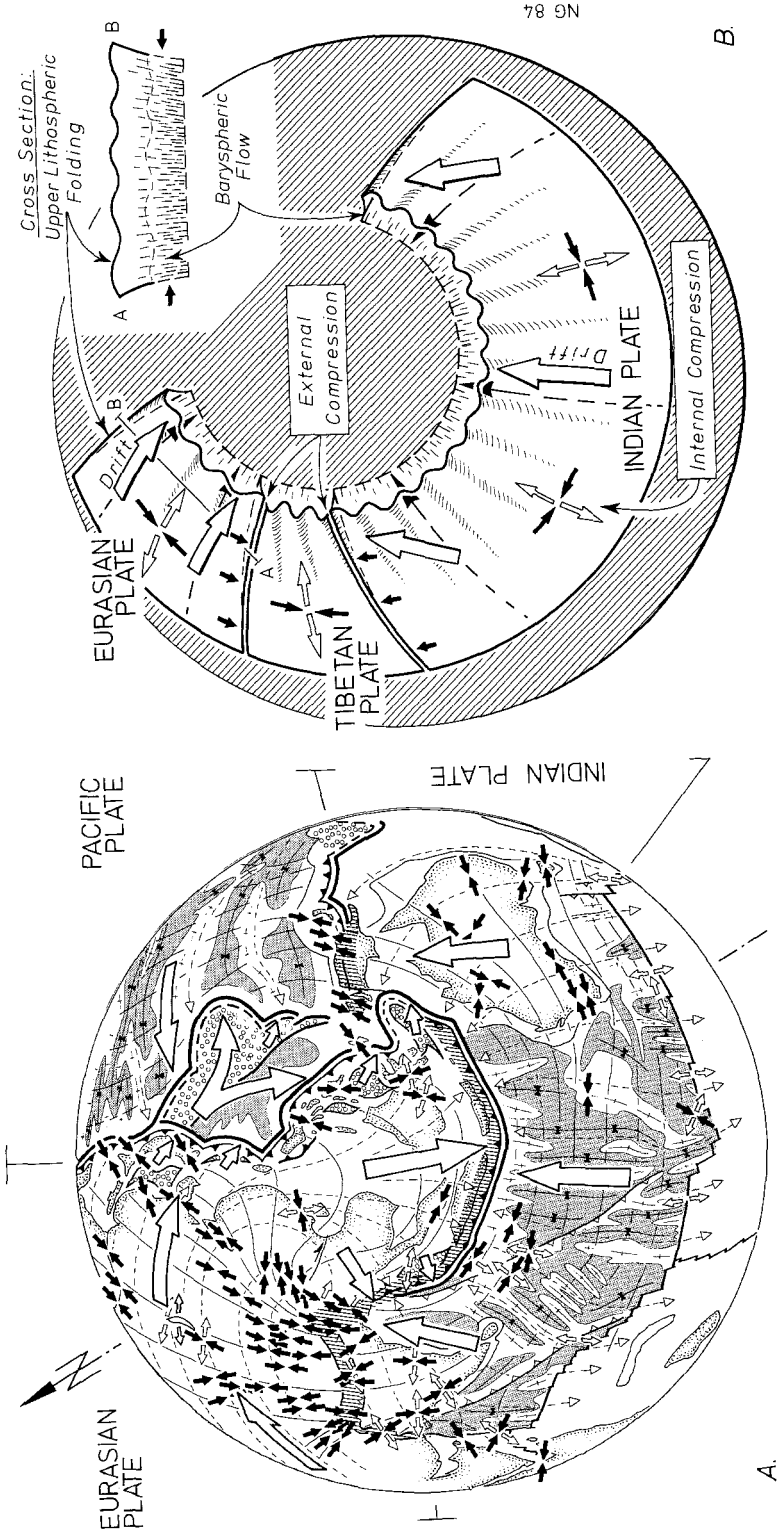 EURASIAN
PLATE
N
PACIFIC
PLATE
INDIAN PLATE
A.
Cross Section:
Upper Lithospheric
Folding
A
B
Baryspheric
Flow
EURASIAN
PLATE
Drift
B
A
External
Compression
TIBETAN
PLATE
Drift
INDIAN PLATE
Internal Compression
B.
NG 84